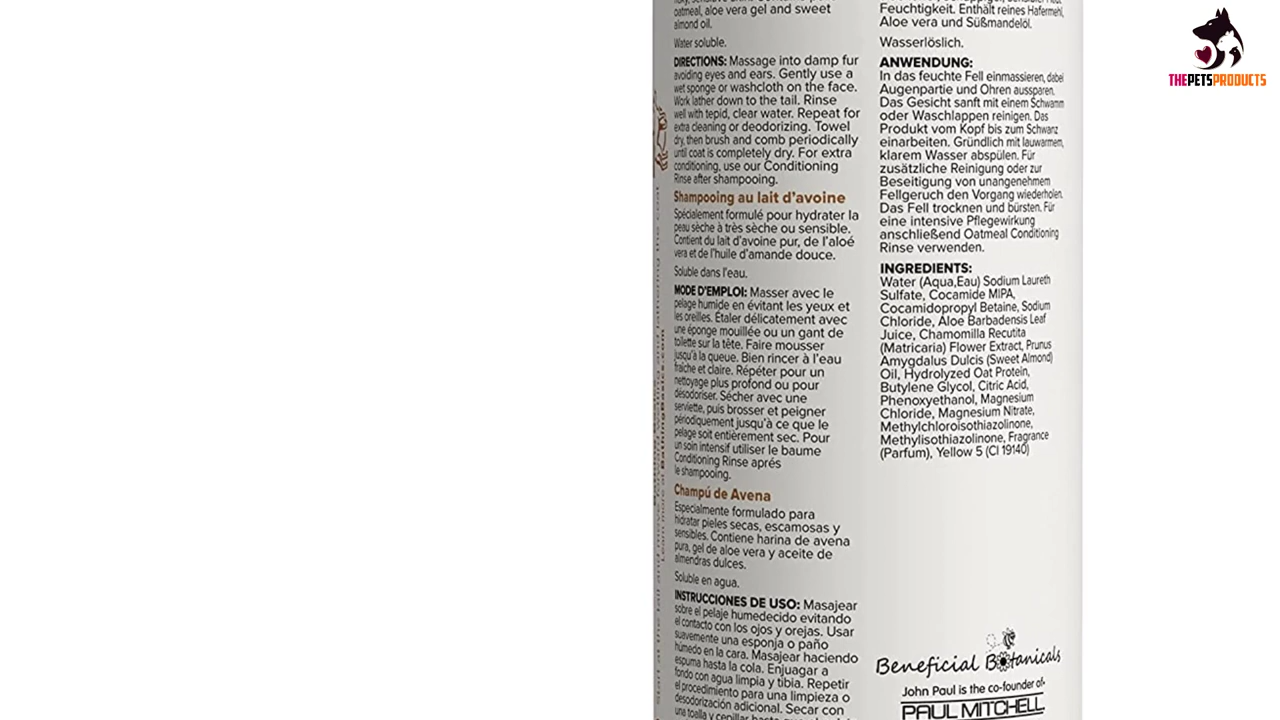 oatmeal, aloe vera gel and sweet
almond oil.
Water soluble.
DIRECTIONS: Massage into damp fur
avoiding eyes and ears. Gently use a
wet sponge or washcloth on the face.
Work lather down to the tail. Rinse
well with tepid, clear water. Repeat for
extra cleaning or deodorizing. Towel
dry, then brush and comb periodically
until coat is completely dry. For extra
conditioning, use our Conditioning
Rinse after shampooing.
Shampooing au lait d'avoine
Spécialement formulé pour hydrater la
peau sèche à très sèche ou sensible.
Contient du lait d'avoine pur, de l'aloé
vera et de l'huile d'amande douce.
Soluble dans l'eau.
MODE D'EMPLOI: Masser avec le
pelage humide en évitant les yeux et
les oreilles. Étaler délicatement avec
une éponge mouillée ou un gant de
toilette sur la tête. Faire mousser
jusqu'à la queue. Bien rincer à l'eau
fraîche et claire. Répéter pour un
nettoyage plus profond ou pour
désodoriser. Sécher avec une
serviette, puis brosser et peigner
périodiquement jusqu'à ce que le
pelage soit entièrement sec. Pour
un soin intensif utiliser le baume
Conditioning Rinse aprés
le shampooing.
Champú de Avena
Especialmente formulado para
hidratar pieles secas, escamosas y
sensibles. Contiene harina de avena
pura, gel de aloe vera y aceite de
almendras dulces.
Soluble en agua.
INSTRUCCIONES DE USO: Masajear
sobre el pelaje humedecido evitando
el contacto con los ojos y orejas. Usar
suavemente una esponja o paño
húmedo en la cara. Masajear haciendo
espuma hasta la cola. Enjuagar a
fondo con agua limpia y tibia. Repetir
el procedimiento para una limpieza o
desodorización adicional. Secar con
una toalla y cepillar hasta
Feuchtigkeit. Enthält reines Hafermehl,
Aloe vera und Süßmandelöl.
Wasserlöslich.
ANWENDUNG:
In das feuchte Fell einmassieren, dabei
Augenpartie und Ohren aussparen.
Das Gesicht sanft mit einem Schwamm
oder Waschlappen reinigen. Das
Produkt vom Kopf bis zum Schwanz
einarbeiten. Gründlich mit lauwarmem,
klarem Wasser abspülen. Für
zusätzliche Reinigung oder zur
Beseitigung von unangenehmem
Fellgeruch den Vorgang wiederholen.
Das Fell trocknen und bürsten. Für
eine intensive Pflegewirkung
anschließend Oatmeal Conditioning
Rinse verwenden.
INGREDIENTS:
Water (Aqua,Eau) Sodium Laureth
Sulfate, Cocamide MIPA,
Cocamidopropyl Betaine, Sodium
Chloride, Aloe Barbadensis Leaf
Juice, Chamomilla Recutita
(Matricaria) Flower Extract, Prunus
Amygdalus Dulcis (Sweet Almond)
Oil, Hydrolyzed Oat Protein,
Butylene Glycol, Citric Acid,
Phenoxyethanol, Magnesium
Chloride, Magnesium Nitrate,
Methylchloroisothiazolinone,
Methylisothiazolinone, Fragrance
(Parfum), Yellow 5 (CI 19140)
Beneficial Botanicals
John Paul is the co-founder of
PAUL MITCHELL
THEPETSPRODUCTS